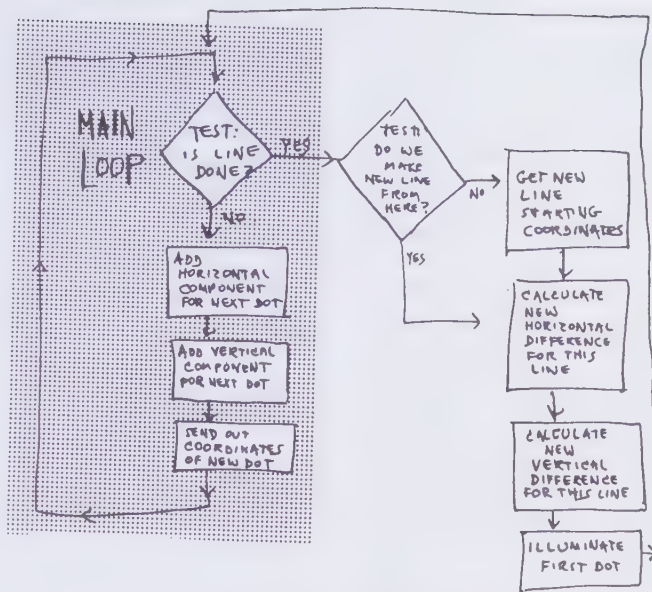 MAIN
LOOP
TEST:
IS LINE
DONE?
YES
NO
ADD
HORIZONTAL
COMPONENT
FOR NEXT DOT
ADD VERTICAL
COMPONENT
FOR NEXT DOT
SEND OUT
COORDINATES
OF NEW DOT
TEST:
DO WE
MAKE
NEW LINE
FROM
HERE?
NO
YES
GET NEW
LINE
STARTING
COORDINATES
CALCULATE
NEW
HORIZONTAL
DIFFERENCE
FOR THIS
LINE
CALCULATE
NEW
VERTICAL
DIFFERENCE
FOR THIS LINE
ILLUMINATE
FIRST DOT